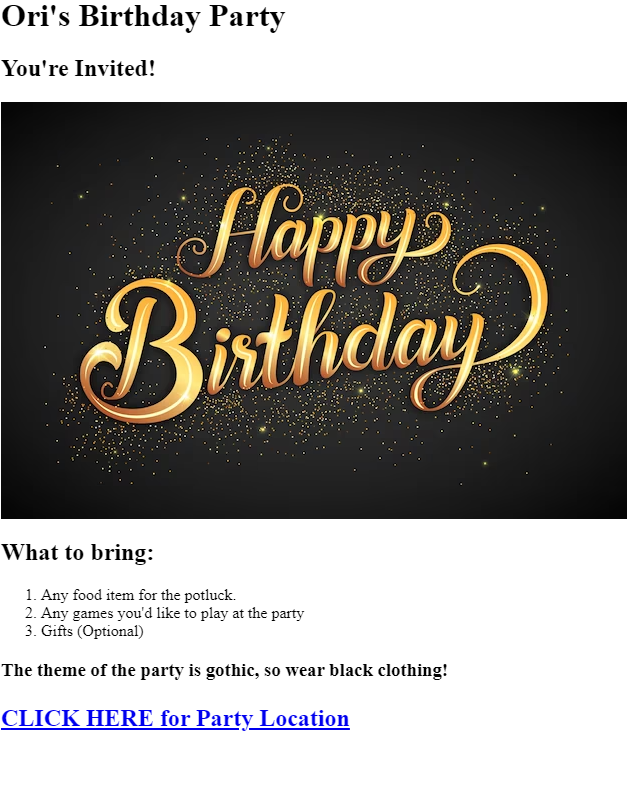 Ori's Birthday Party
You're Invited!
Happy
Birthday
What to bring:
1. Any food item for the potluck.
2. Any games you'd like to play at the party
3. Gifts (Optional)
The theme of the party is gothic, so wear black clothing!
CLICK HERE for Party Location